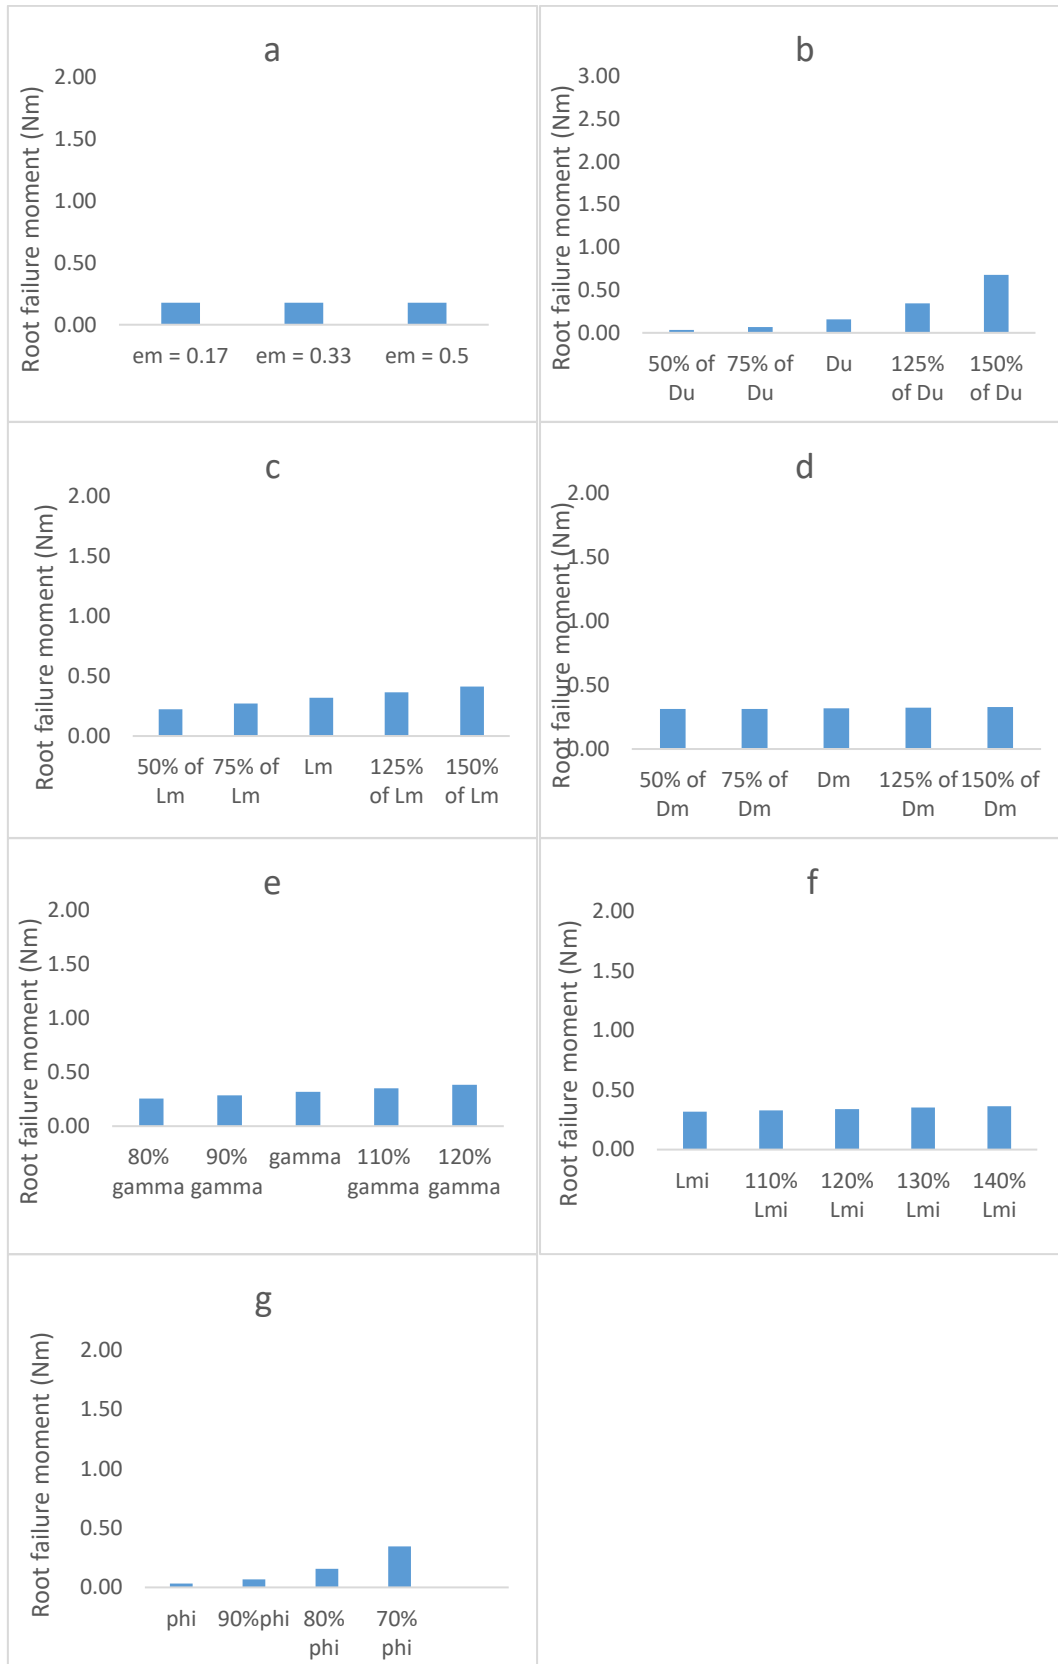 a
Root failure moment (Nm)
2.00
1.50
1.00
0.50
0.00
em = 0.17 em = 0.33 em = 0.5
b
Root failure moment (Nm)
3.00
2.50
2.00
1.50
1.00
0.50
0.00
50% of 75% of Du 125% 150%
Du Du of Du of Du
c
Root failure moment (Nm)
2.00
1.50
1.00
0.50
0.00
50% of 75% of Lm 125% 150%
Lm Lm of Lm of Lm
d
Root failure moment (Nm)
2.00
1.50
1.00
0.50
0.00
50% of 75% of Dm 125% of 150% of
Dm Dm Dm Dm
e
Root failure moment (Nm)
2.00
1.50
1.00
0.50
0.00
80% 90% gamma 110% 120%
gamma gamma gamma gamma
f
Root failure moment (Nm)
2.00
1.50
1.00
0.50
0.00
Lmi 110% 120% 130% 140%
Lmi Lmi Lmi Lmi
g
Root failure moment (Nm)
2.00
1.50
1.00
0.50
0.00
phi 90%phi 80% 70%
phi phi